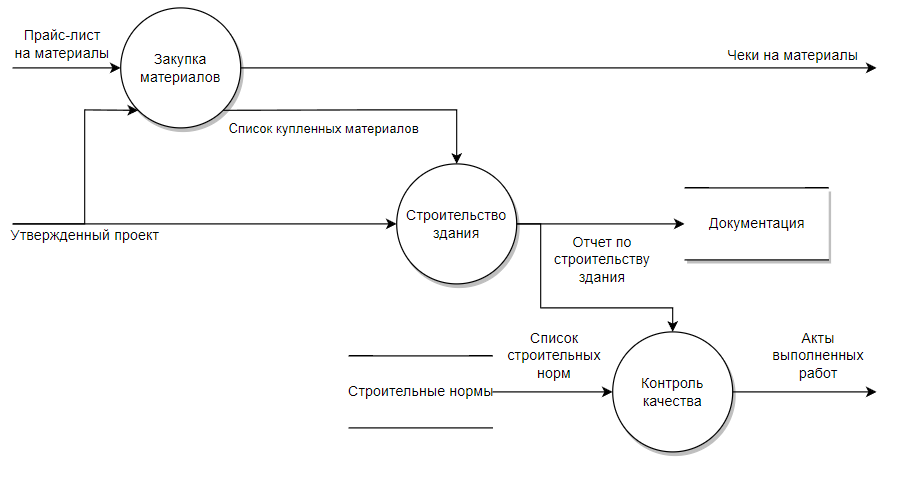 Прайс-лист
на материалы
Закупка
материалов
Чеки на материалы
Список купленных материалов
Утвержденный проект
Строительство
здания
Документация
Отчет по
строительству
здания
Список
строительных
норм
Строительные нормы
Контроль
качества
Акты
выполненных
работ